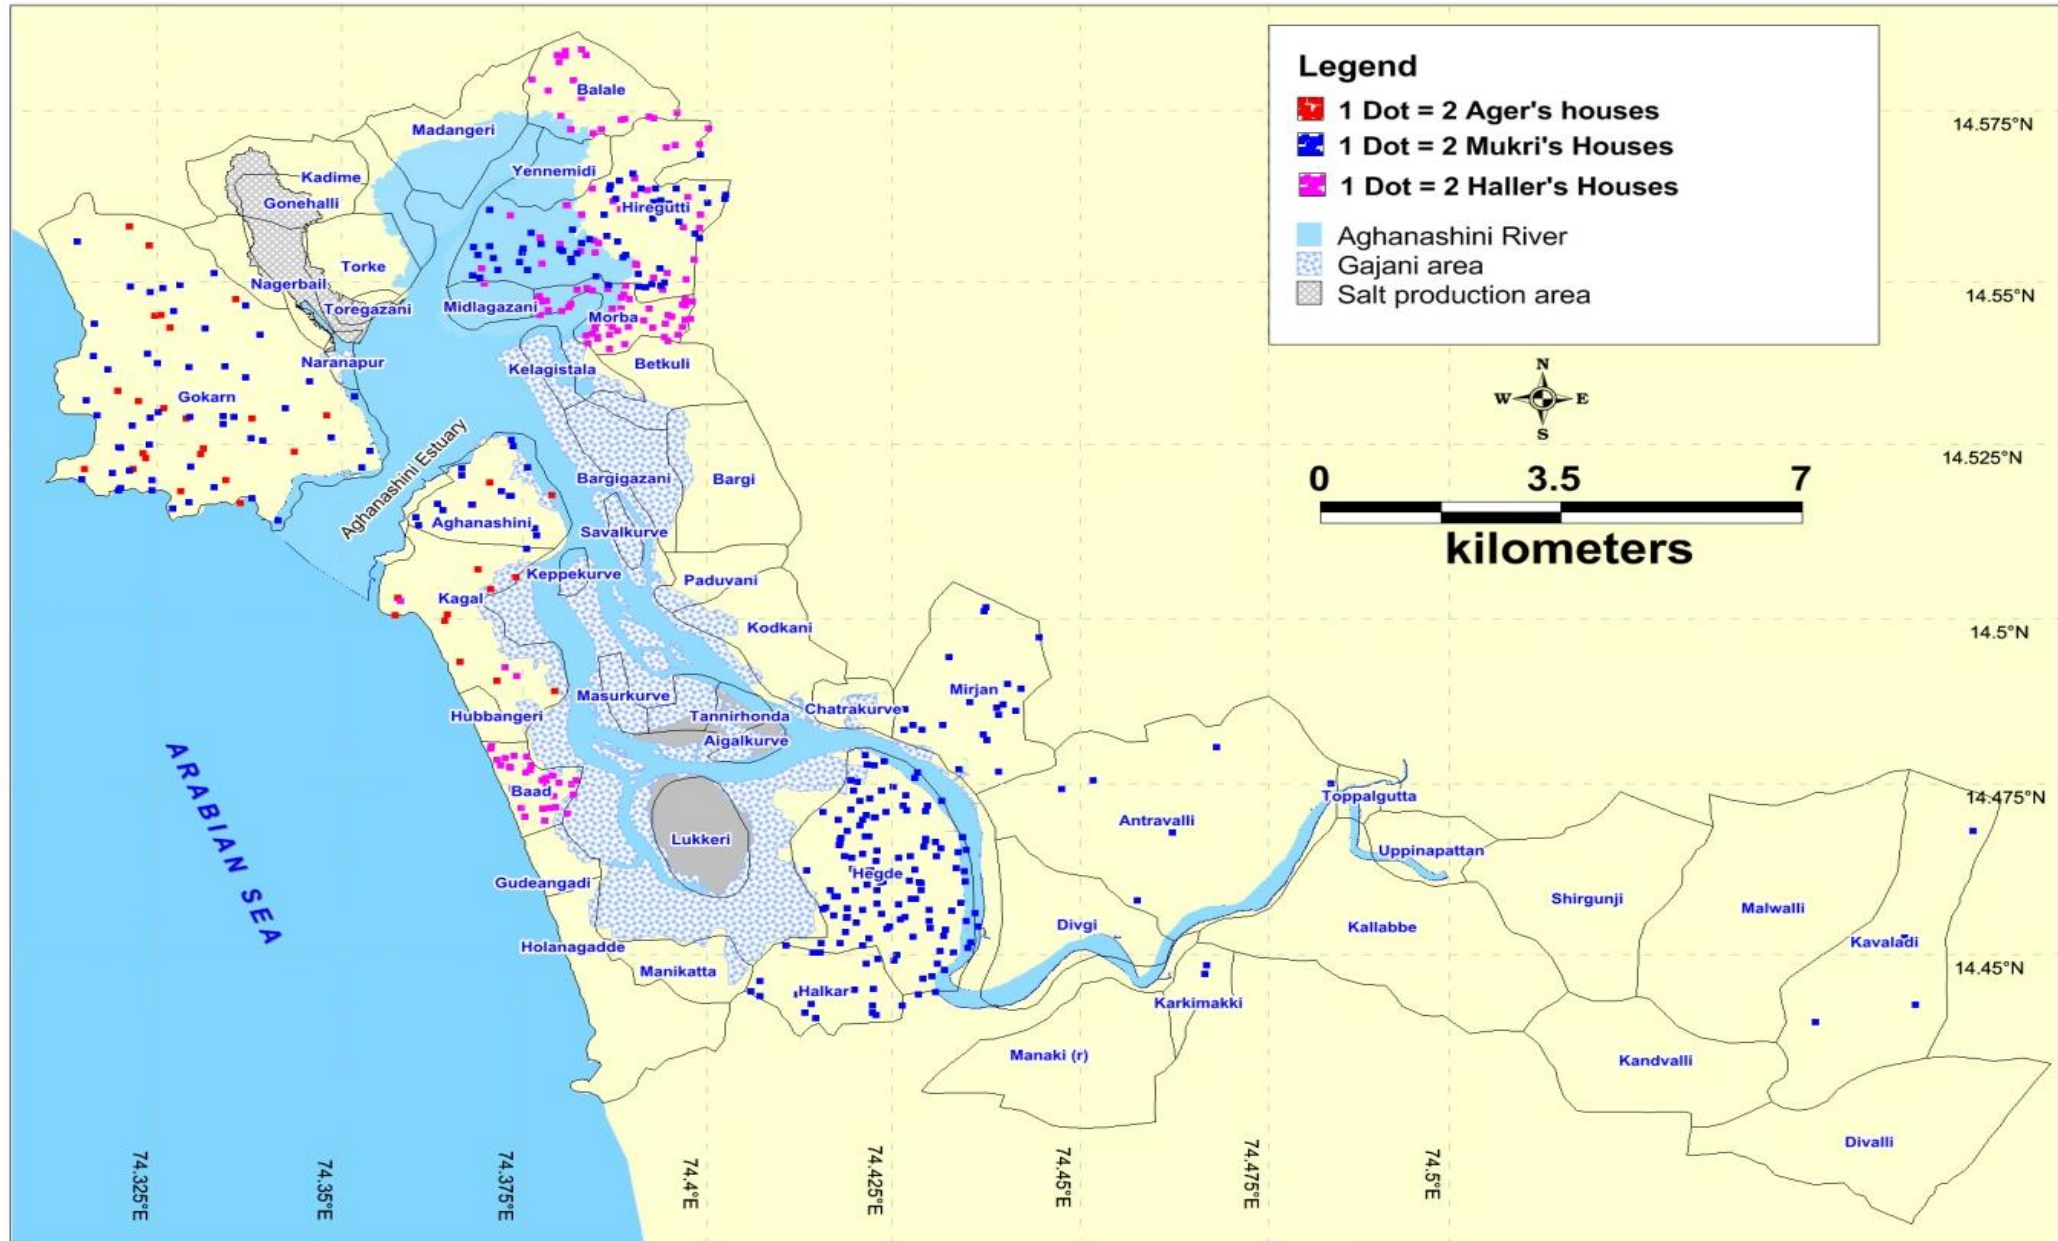 Legend
1 Dot = 2 Ager's houses
1 Dot = 2 Mukri's Houses
1 Dot = 2 Haller's Houses
Aghanashini River
Gajani area
Salt production area
N
W E
S
0 3.5 7
kilometers
14.575°N
14.55°N
14.525°N
14.5°N
14.475°N
14.45°N
74.325°E
74.35°E
74.375°E
74.4°E
74.425°E
74.45°E
74.475°E
74.5°E
Balale
Madangeri
Yennemidi
Kadime
Gonehalli
Hiregutti
Torke
Nagerbail
Toregazani
Midlagazani
Morba
Naranapur
Kelagistala
Betkuli
Gokarn
Aghanashini Estuary
Bargigazani
Bargi
Aghanashini
Savalkurve
Keppekurve
Paduvani
Kagal
Kodkani
Masurkurve
Mirjan
Hubbangeri
Tannirhonda
Chatrakurve
Aigalkurve
Baad
Toppalgutta
Antravalli
Lukkeri
Uppinapattan
Hegde
Gudeangadi
Shirgunji
Malwalli
Divgi
Kallabbe
Kavaladi
Holanagadde
Manikatta
Halkar
Karkimakki
Manaki (r)
Kandvalli
Divalli
ARABIAN SEA